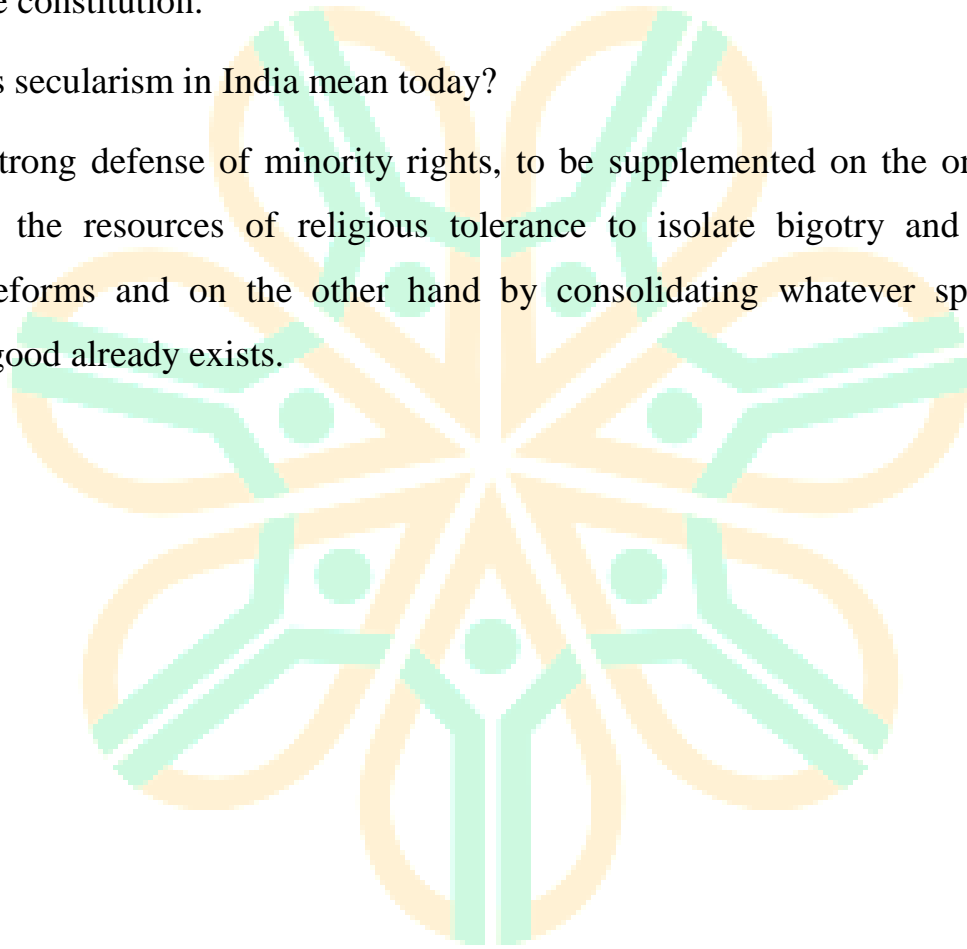 e constitution.
s secularism in India mean today?
trong defense of minority rights, to be supplemented on the or
the resources of religious tolerance to isolate bigotry and
eforms and on the other hand by consolidating whatever sp
good already exists.